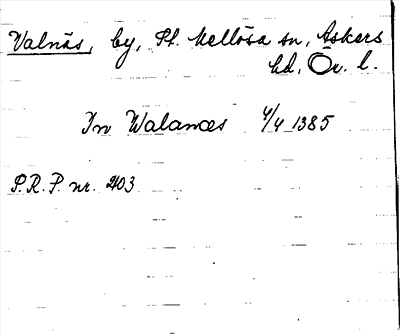 Valnäs, by, St. Mellösa sn, Askers
hd, Ör. l.
In Walanæs 4/4 1385
P.R.P. nr. 2103